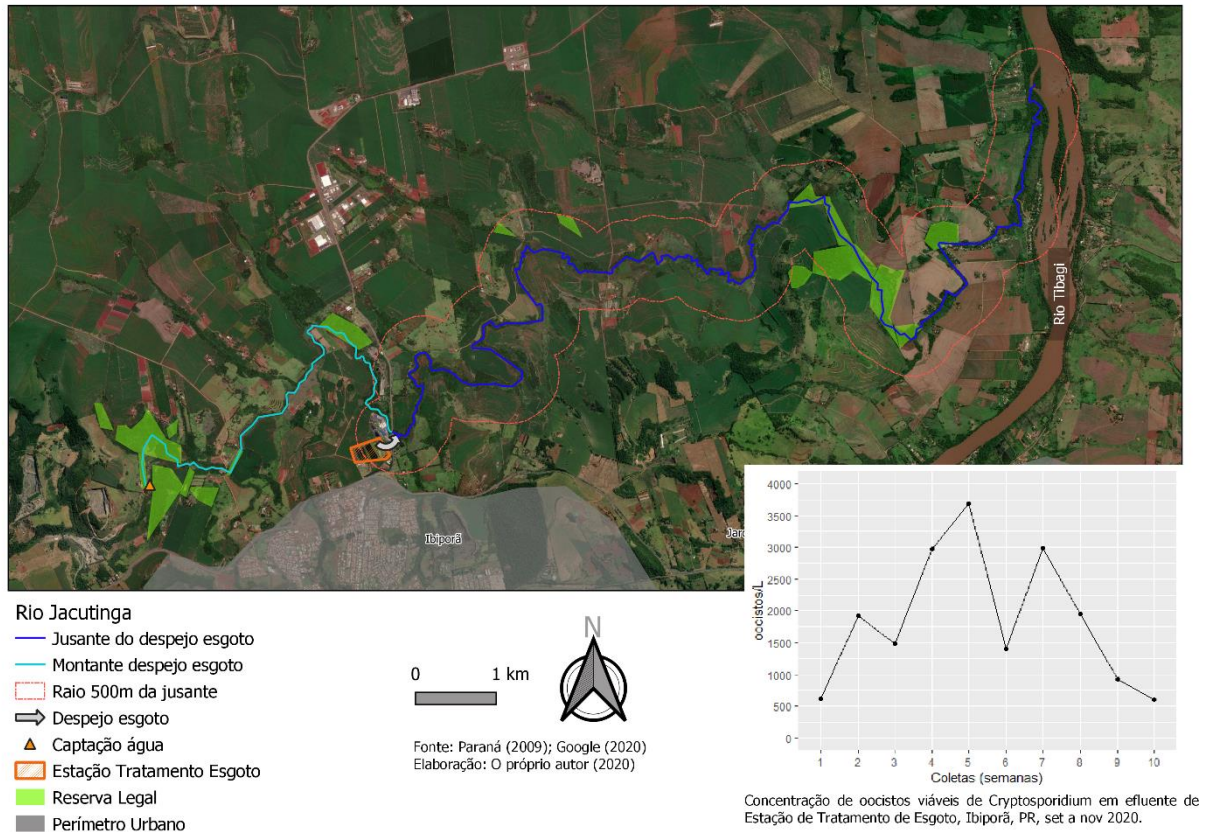 Rio Tibagi
Ibiporã
Rio Jacutinga
Jusante do despejo esgoto
Montante despejo esgoto
Raio 500m da jusante
Despejo esgoto
Captação água
Estação Tratamento Esgoto
Reserva Legal
Perímetro Urbano
0 1 km
N
Fonte: Paraná (2009); Google (2020)
Elaboração: O próprio autor (2020)
oocistos/L
4000
3500
3000
2500
2000
1500
1000
500
0
1 2 3 4 5 6 7 8 9 10
Coletas (semanas)
Concentração de oocistos viáveis de Cryptosporidium em efluente de
Estação de Tratamento de Esgoto, Ibiporã, PR, set a nov 2020.